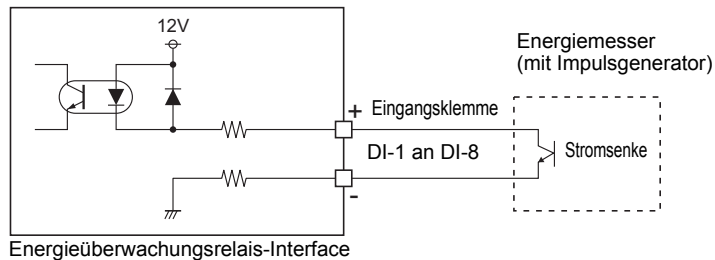 12V
Energiemesser
(mit Impulsgenerator)
+ Eingangsklemme
DI-1 an DI-8
Stromsenke
-
Energieüberwachungsrelais-Interface